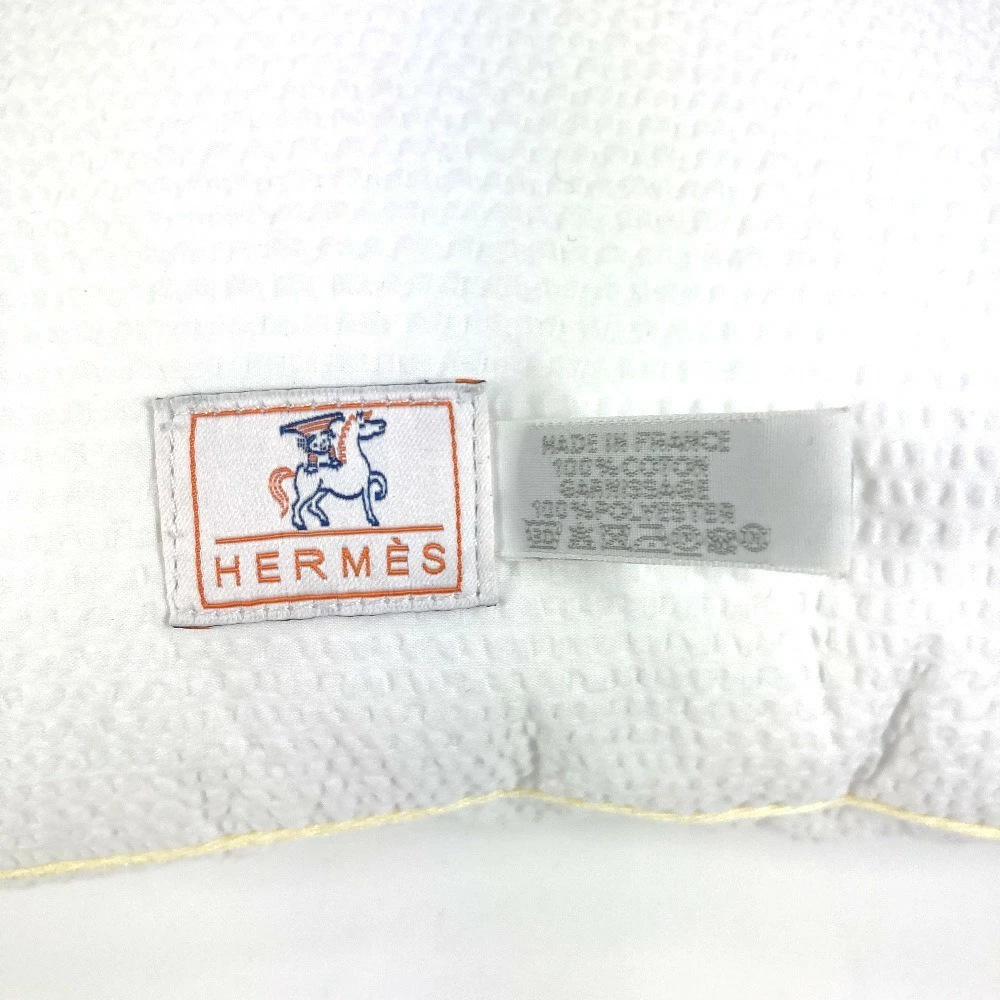 HERMÈS
MADE IN FRANCE
100 % COTON
GARNISSAGE
100 % POLYESTER